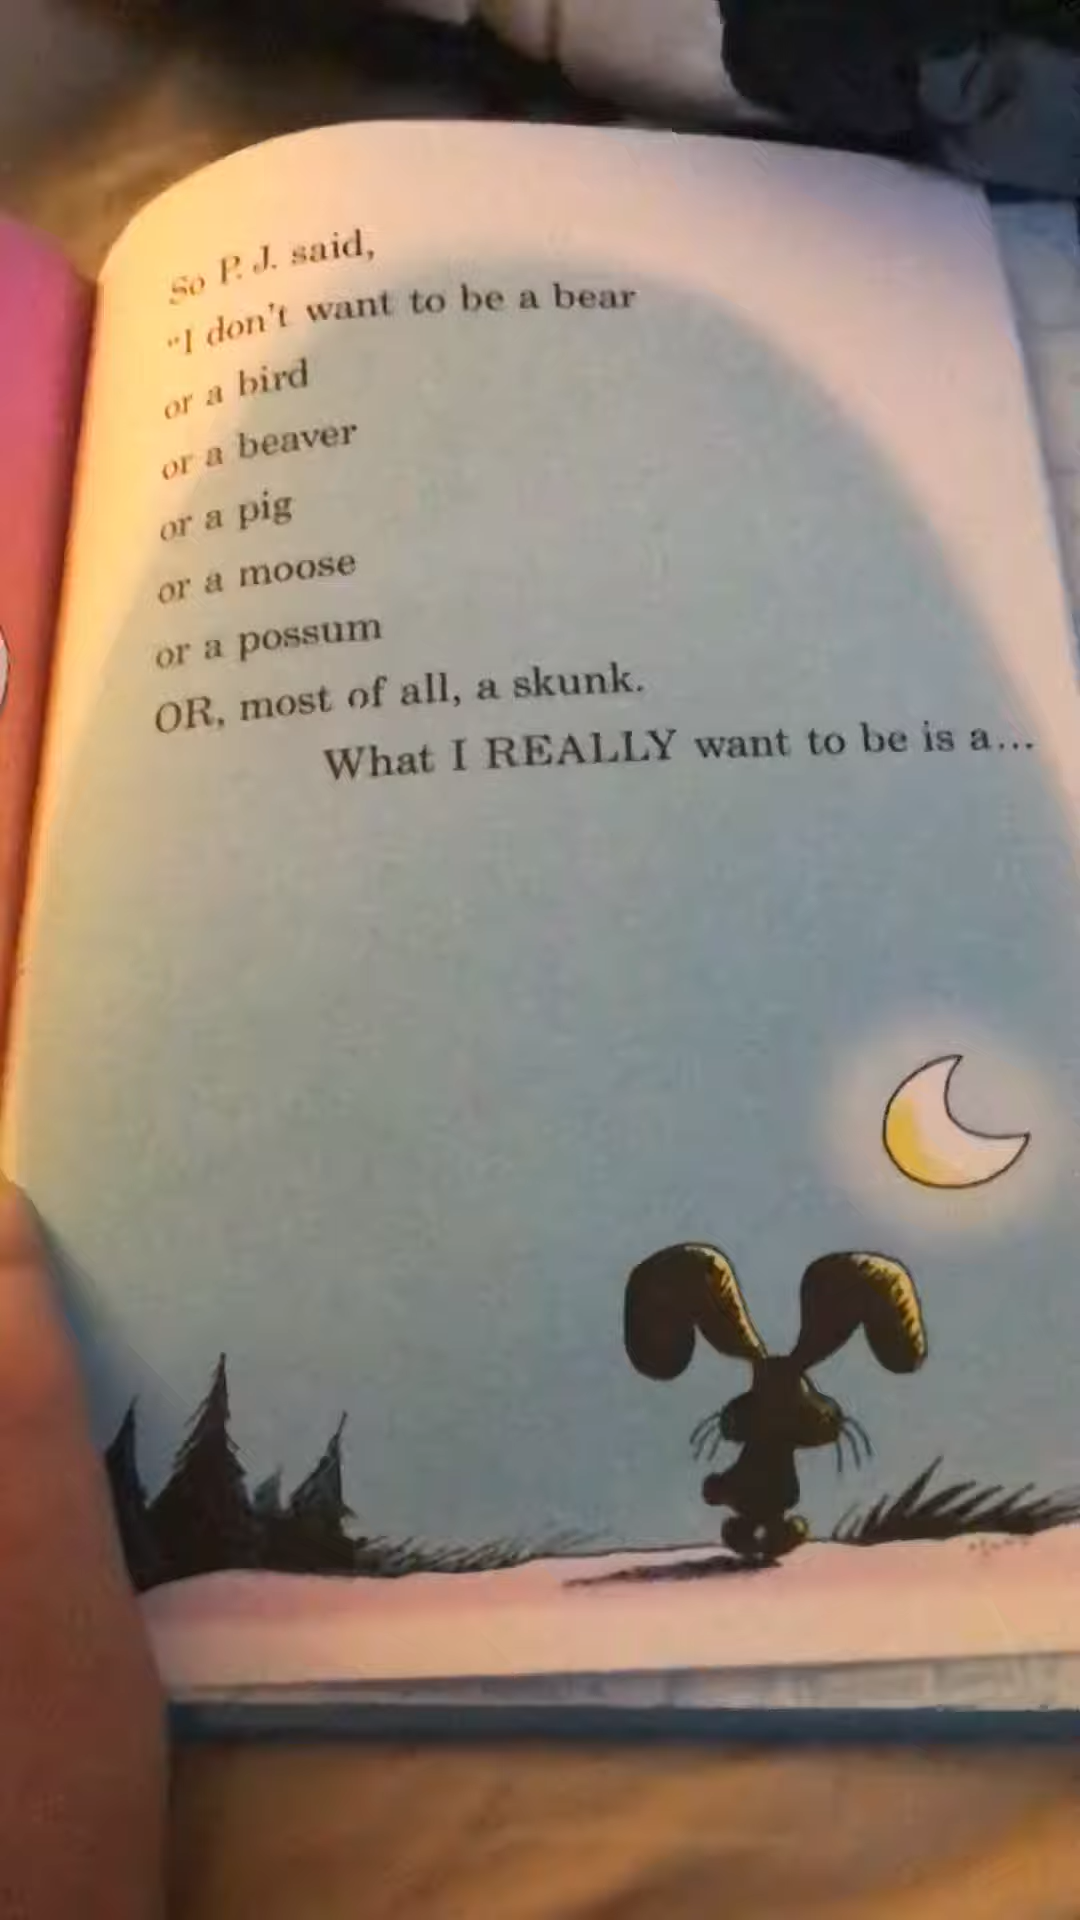 So P. J. said,
"I don't want to be a bear
or a bird
or a beaver
or a pig
or a moose
or a possum
OR, most of all, a skunk.
What I REALLY want to be is a...